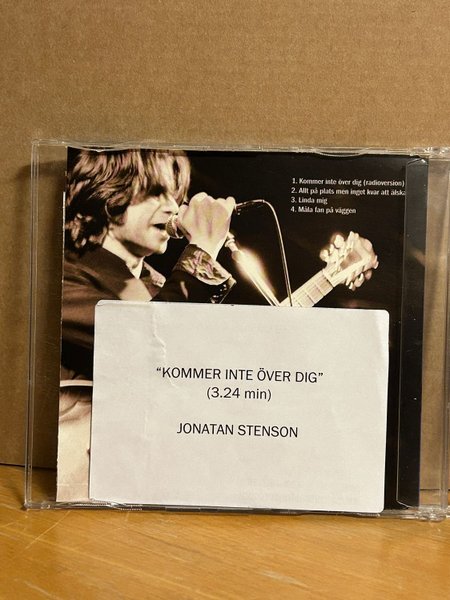 1. Kommer inte över dig (radioversion)
2. Allt på plats men inget kvar att älska
3. Linda mig
4. Måla fan på väggen
“KOMMER INTE ÖVER DIG”
(3.24 min)
JONATAN STENSON